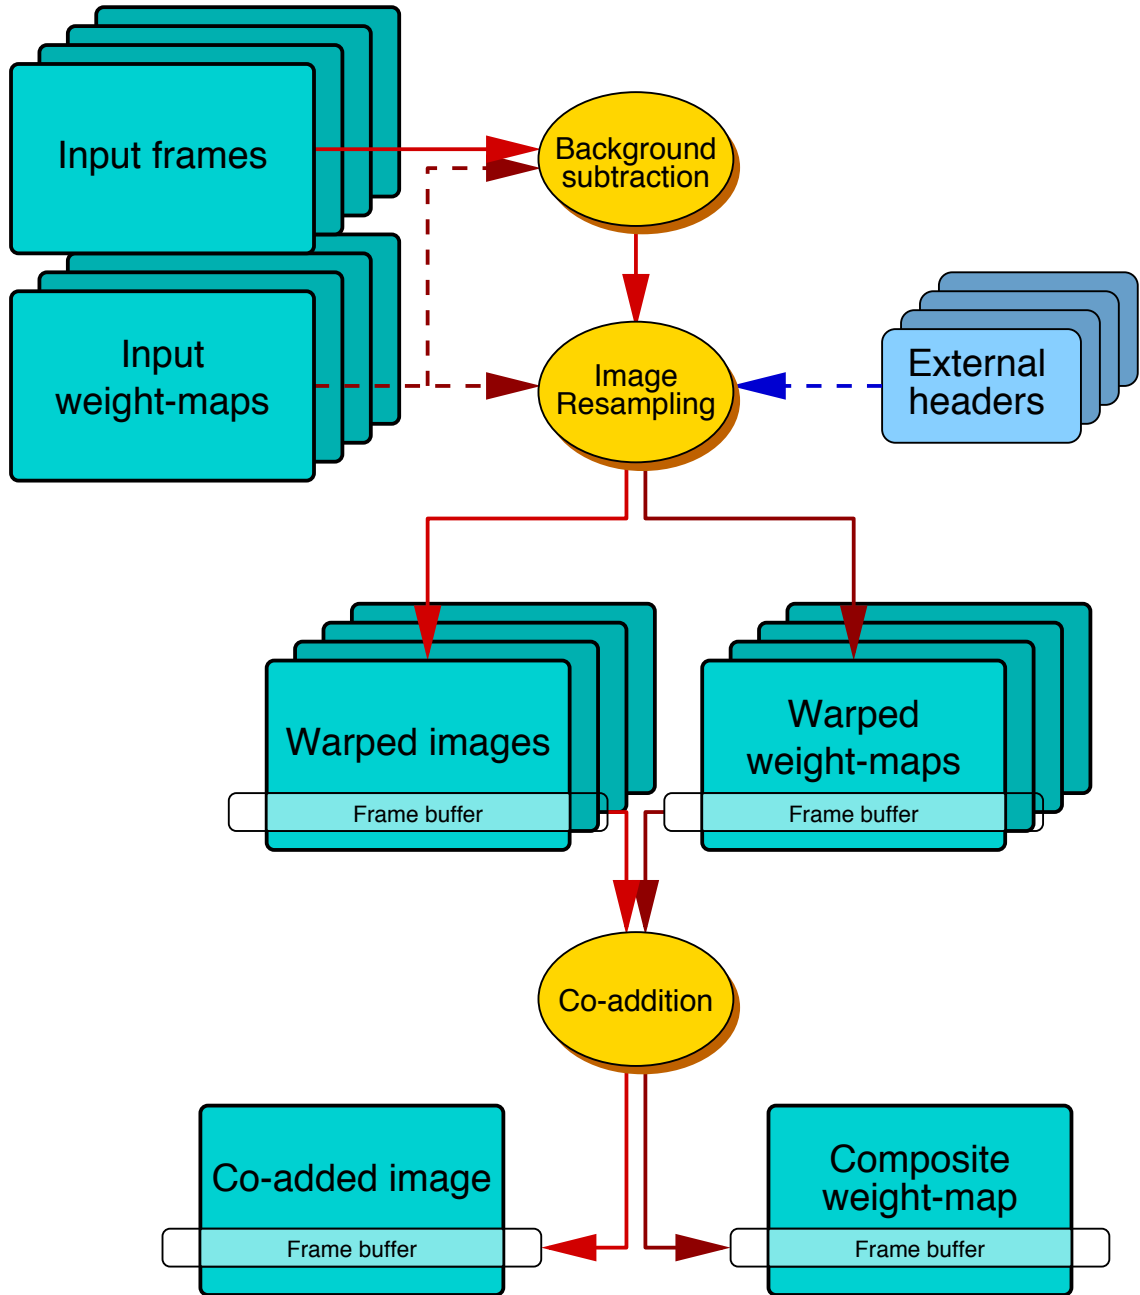 Input frames
Background
subtraction
Input
weight-maps
Image
Resampling
External
headers
Warped images
Frame buffer
Warped
weight-maps
Frame buffer
Co-addition
Co-added image
Frame buffer
Composite
weight-map
Frame buffer